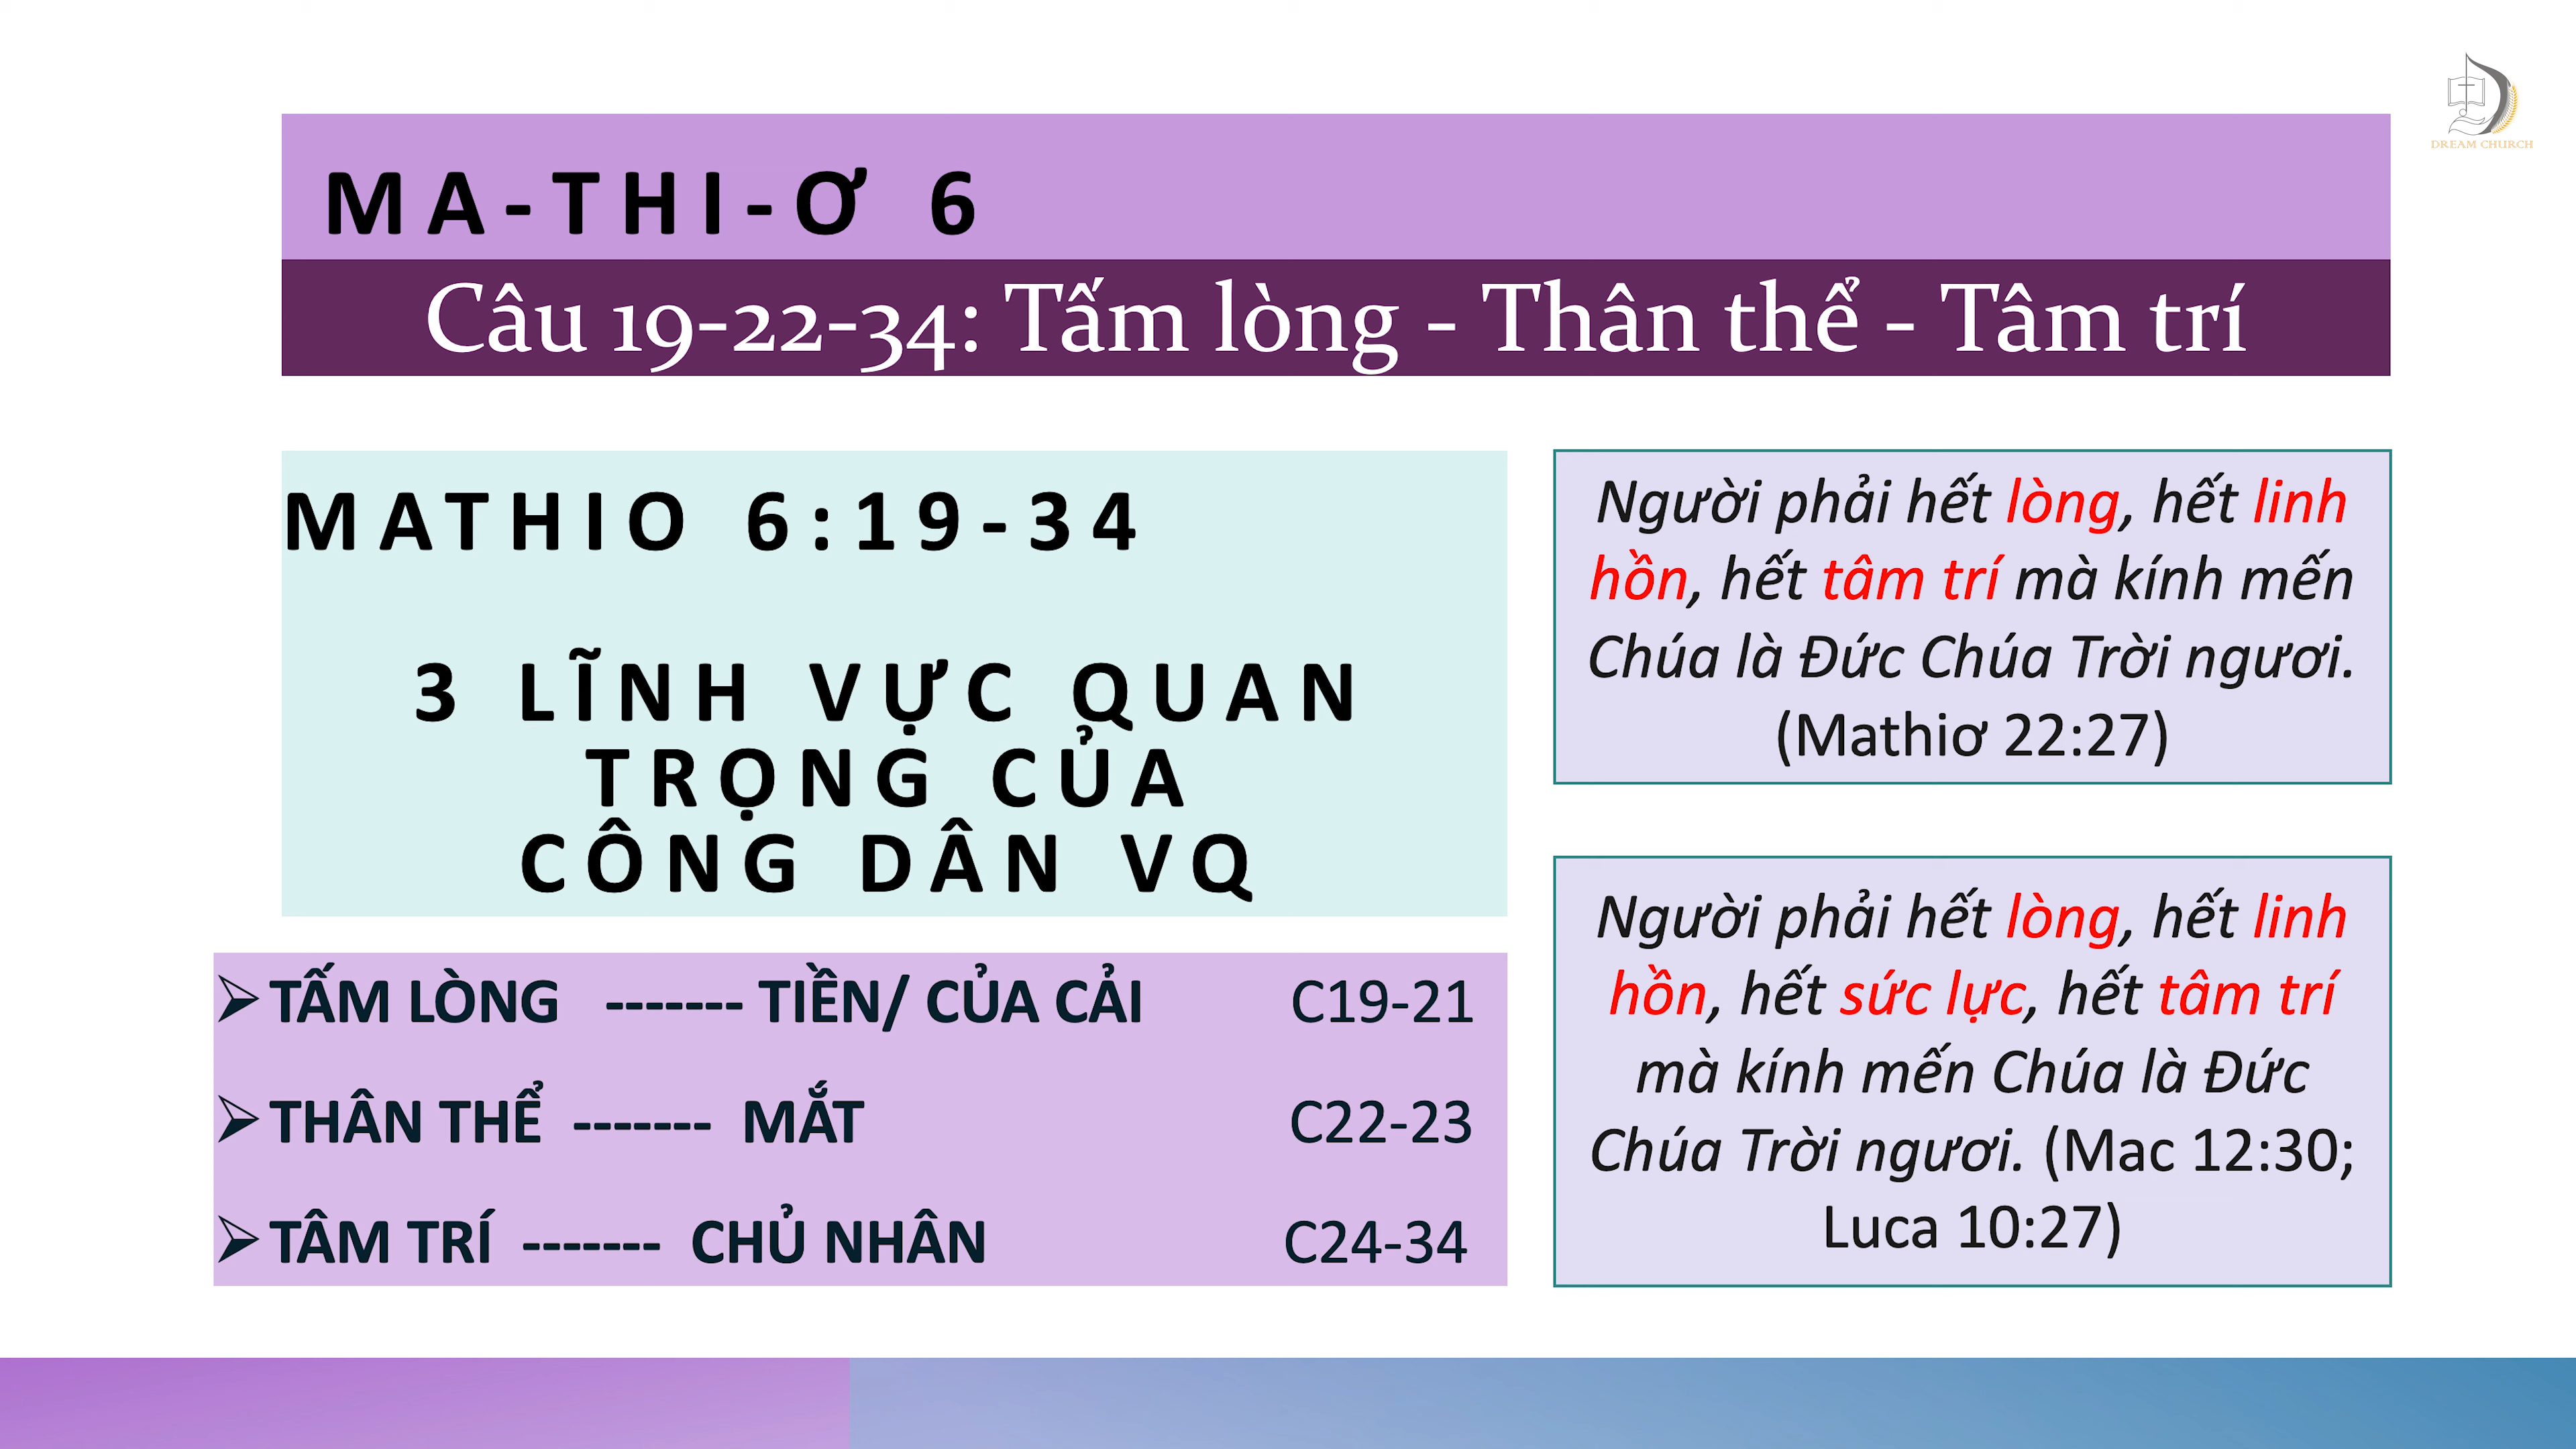 DREAM CHURCH
MA-THI-Ơ 6
Câu 19-22-34: Tấm lòng - Thân thể - Tâm trí
MATHIO 6:19-34
3 LĨNH VỰC QUAN
TRỌNG CỦA
CÔNG DÂN VQ
➢TẤM LÒNG ------- TIỀN/ CỦA CẢI C19-21
➢THÂN THỂ ------- MẮT C22-23
➢TÂM TRÍ ------- CHỦ NHÂN C24-34
Người phải hết lòng, hết linh
hồn, hết tâm trí mà kính mến
Chúa là Đức Chúa Trời ngươi.
(Mathiơ 22:27)
Người phải hết lòng, hết linh
hồn, hết sức lực, hết tâm trí
mà kính mến Chúa là Đức
Chúa Trời ngươi. (Mac 12:30;
Luca 10:27)